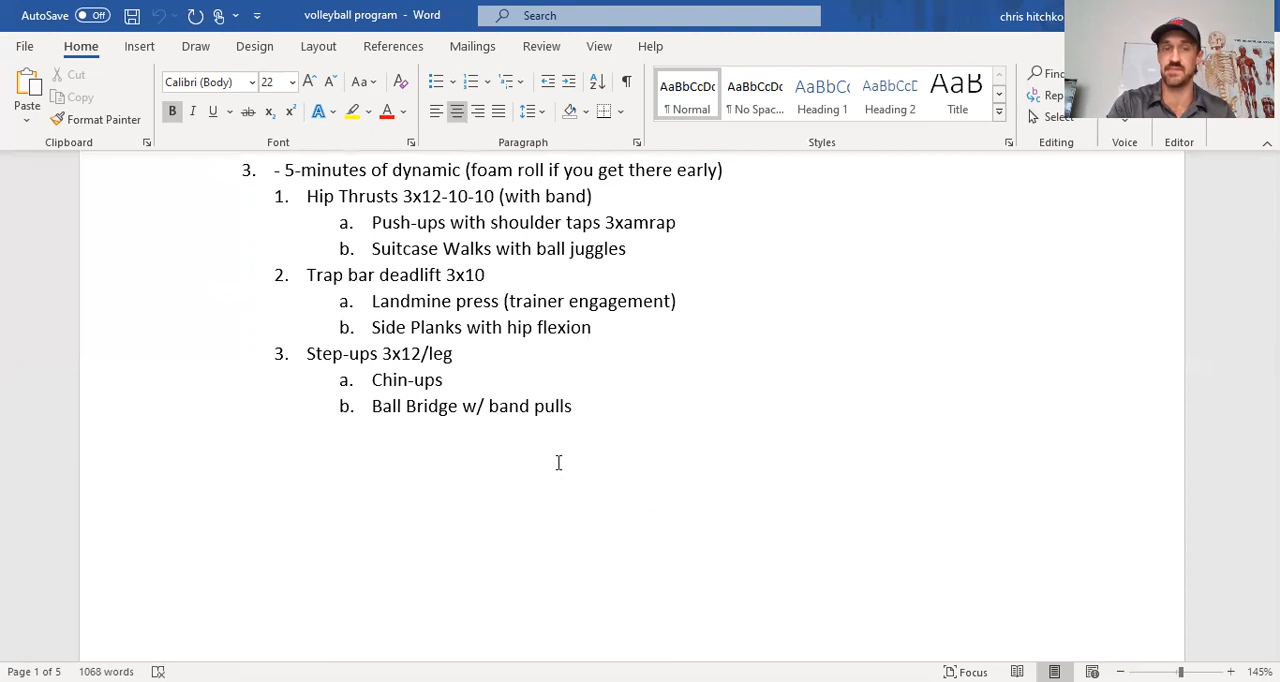 AutoSave Off volleyball program - Word Search chris hitchko
File Home Insert Draw Design Layout References Mailings Review View Help
Paste Cut Copy Format Painter Clipboard
Calibri (Body) 22 Font
Paragraph
AaBbCcDc ¶ Normal AaBbCcDc ¶ No Spac... AaBbCc Heading 1 AaBbCcD Heading 2 AaB Title Styles
Find Rep Select Editing Voice Editor
3. - 5-minutes of dynamic (foam roll if you get there early)
1. Hip Thrusts 3x12-10-10 (with band)
a. Push-ups with shoulder taps 3xamrap
b. Suitcase Walks with ball juggles
2. Trap bar deadlift 3x10
a. Landmine press (trainer engagement)
b. Side Planks with hip flexion
3. Step-ups 3x12/leg
a. Chin-ups
b. Ball Bridge w/ band pulls
Page 1 of 5 1068 words Focus 145%